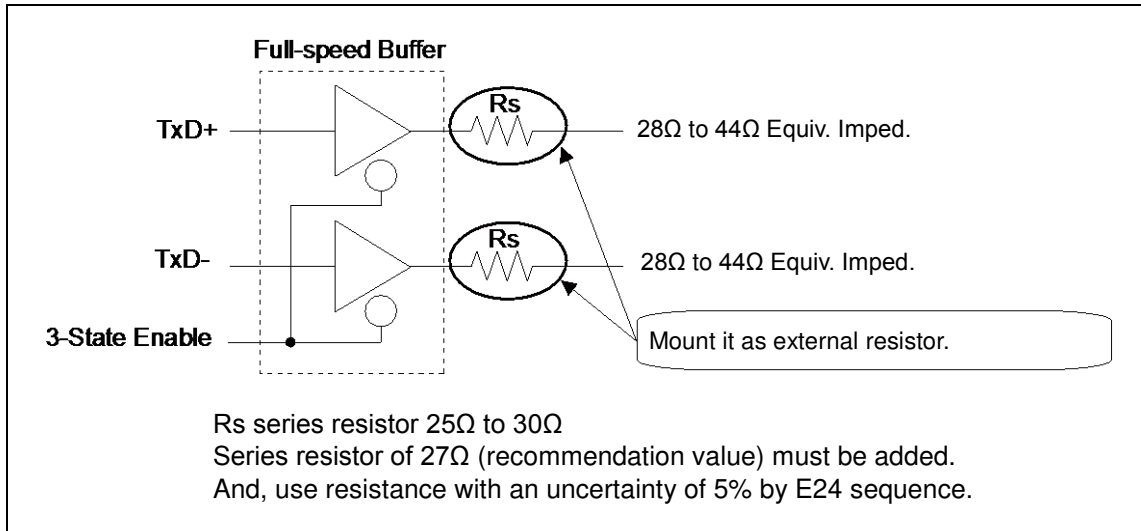 Full-speed Buffer
Rs
TxD+
28Ω to 44Ω Equiv. Imped.
Rs
TxD-
28Ω to 44Ω Equiv. Imped.
3-State Enable
Mount it as external resistor.
Rs series resistor 25Ω to 30Ω
Series resistor of 27Ω (recommendation value) must be added.
And, use resistance with an uncertainty of 5% by E24 sequence.